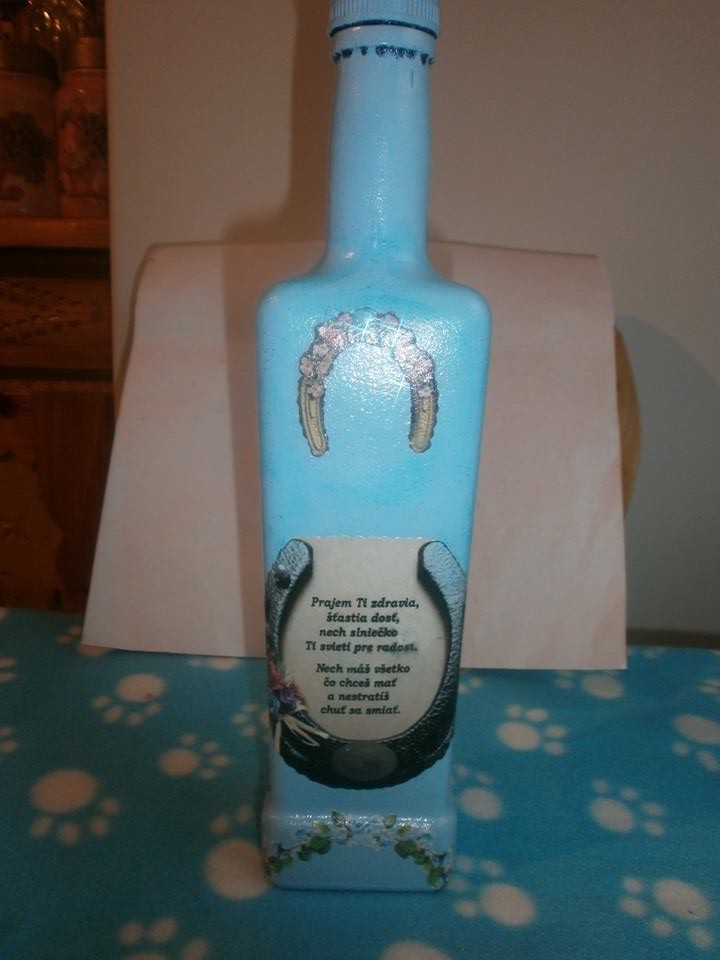 Prajem Ti zdravia,
šťastia dosť,
nech slniečko
Ti svieti pre radosť.
Nech máš všetko
čo chceš mať
a nestratíš
chuť sa smiať.